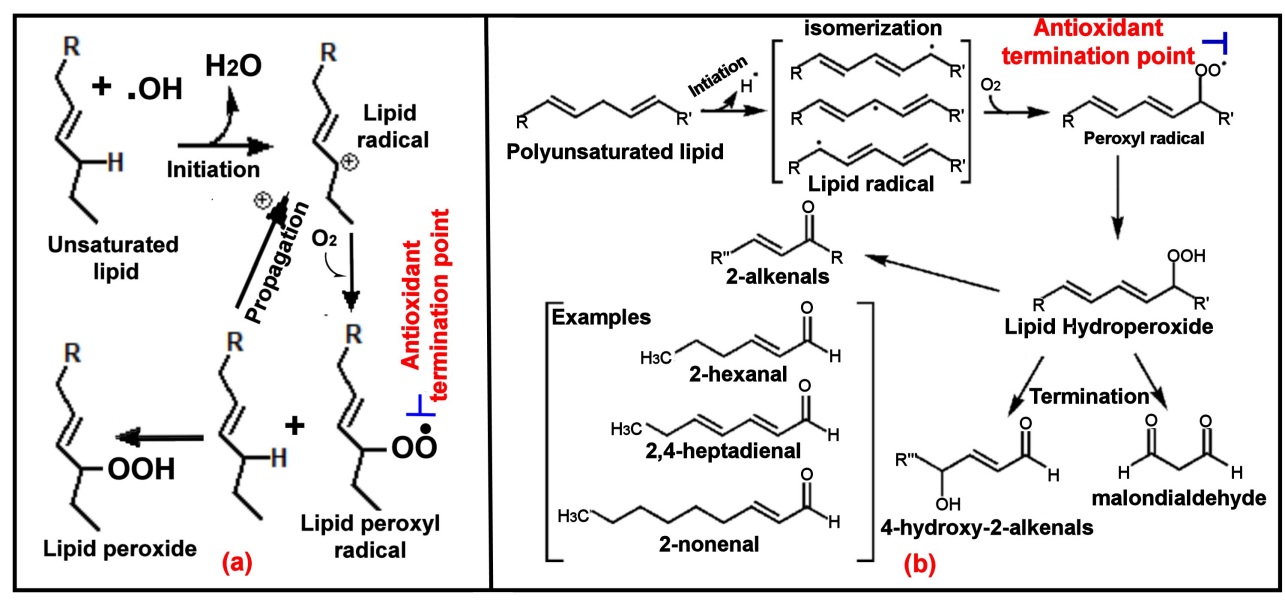 R
+ .OH
H2O
H
Initiation
Unsaturated
lipid
Lipid
radical
⊕
⊕
Propagation
O2
Antioxidant
termination point
R
OOH
Lipid peroxide
R
H
+
R
OO•
Lipid peroxyl
radical
(a)
isomerization
Antioxidant
termination point
R
R'
Polyunsaturated lipid
Intiation
H•
R
R'
R
R'
R
R'
Lipid radical
O2
OO•
R
R'
Peroxyl radical
O
R''
R
2-alkenals
OOH
R
R'
Lipid Hydroperoxide
Examples
O
H3C
H
2-hexanal
O
H3C
H
2,4-heptadienal
O
H3C
H
2-nonenal
Termination
R'''
O
H
OH
4-hydroxy-2-alkenals
O
O
H
H
malondialdehyde
(b)